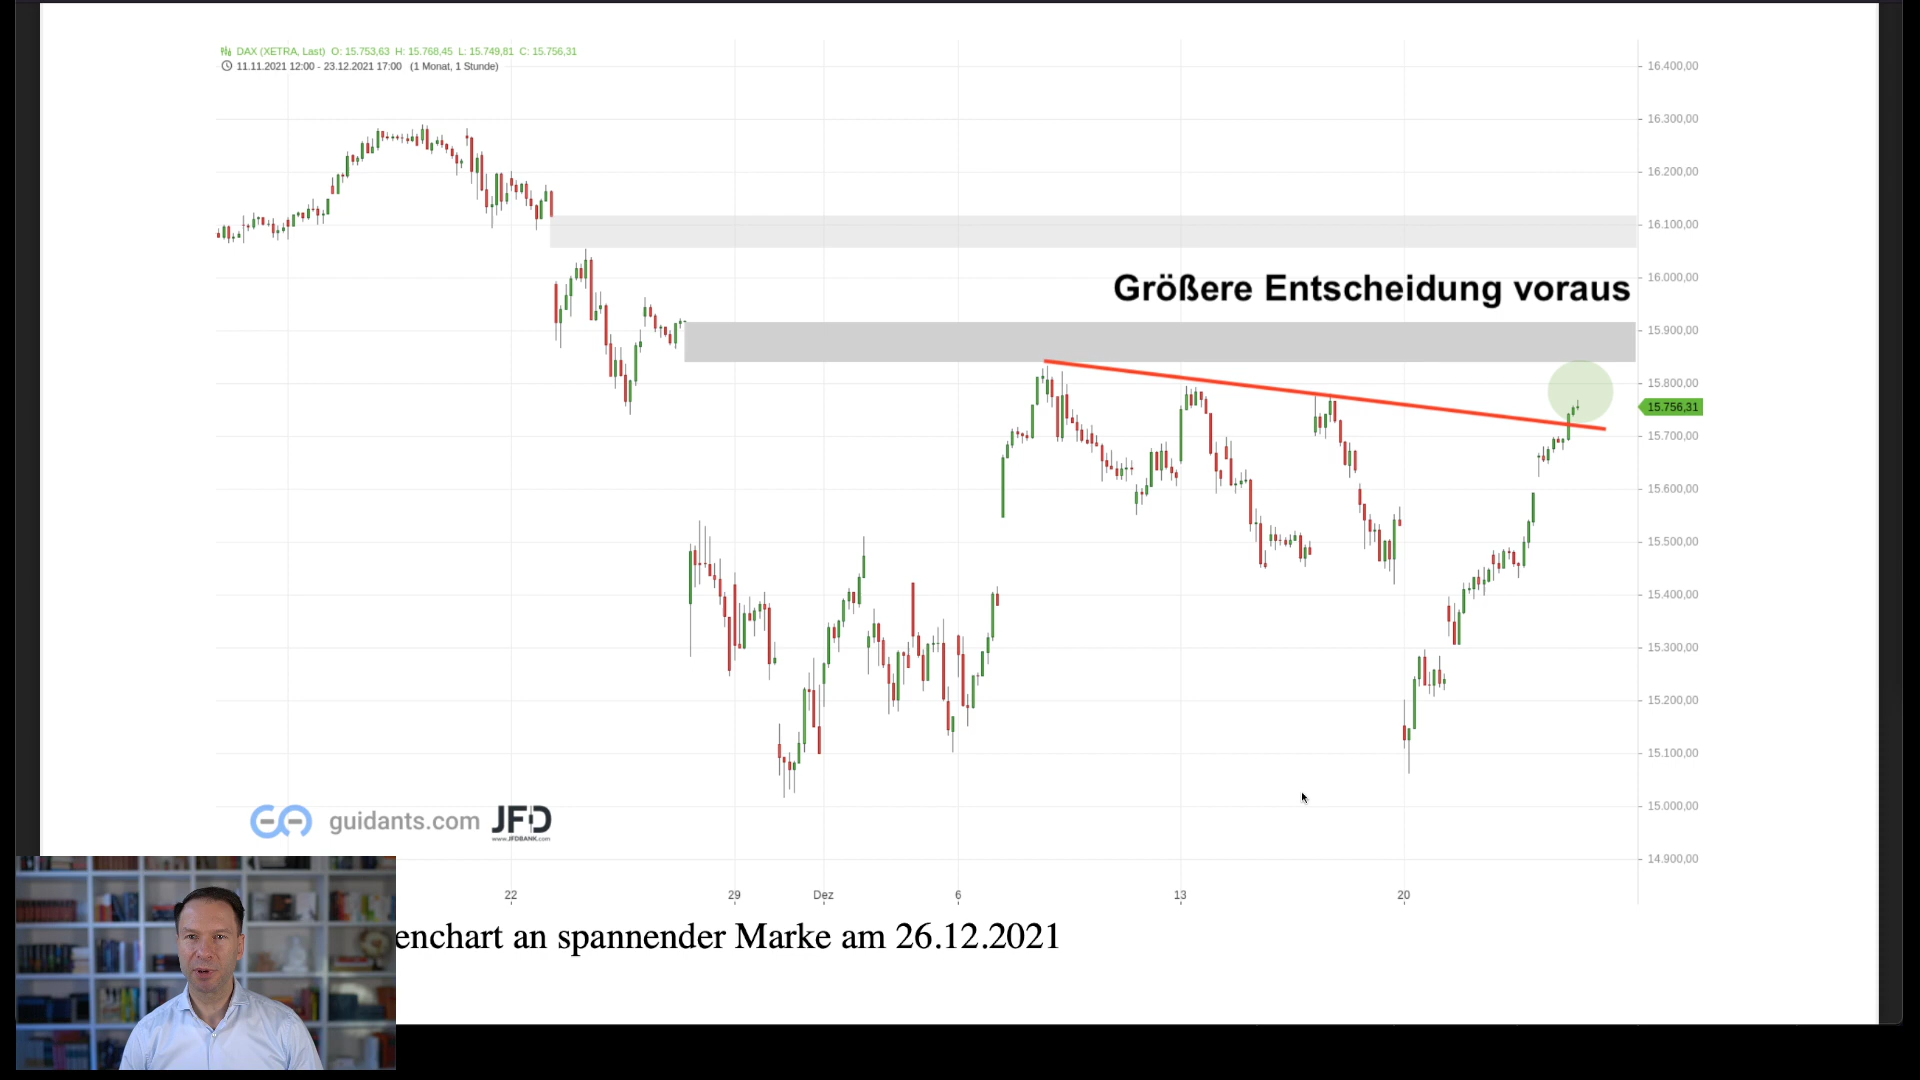 DAX (XETRA, Last) O: 15.753,63 H: 15.768,45 L: 15.749,81 C: 15.756,31
11.11.2021 12:00 - 23.12.2021 17:00 (1 Monat, 1 Stunde)
16.400,00
16.300,00
16.200,00
16.100,00
Größere Entscheidung voraus
16.000,00
15.900,00
15.800,00
15.756,31
15.700,00
15.600,00
15.500,00
15.400,00
15.300,00
15.200,00
15.100,00
15.000,00
14.900,00
guidants.com JFD
www.JFDBANK.com
22 29 Dez 6 13 20
enchart an spannender Marke am 26.12.2021